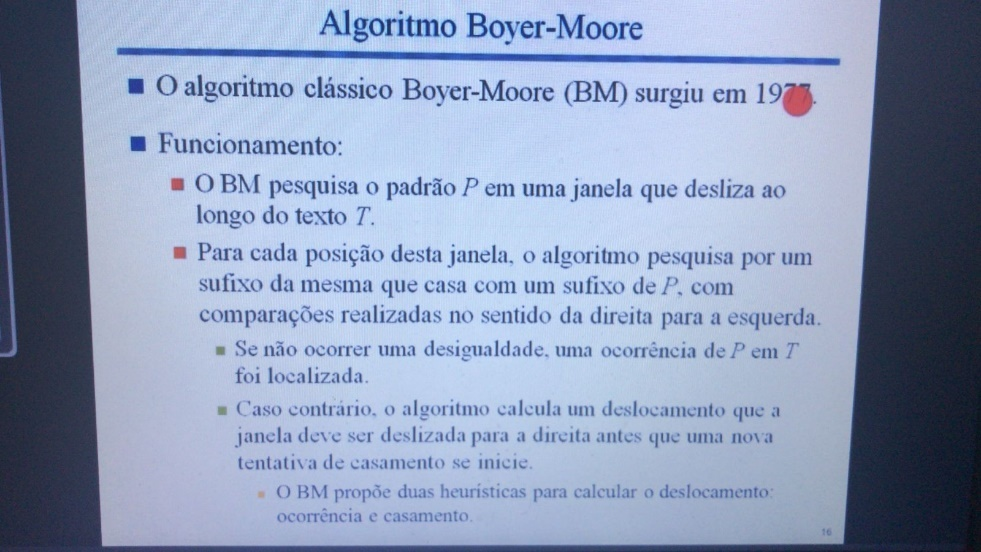 Algoritmo Boyer-Moore
O algoritmo clássico Boyer-Moore (BM) surgiu em 1977.
Funcionamento:
O BM pesquisa o padrão P em uma janela que desliza ao
longo do texto T.
Para cada posição desta janela, o algoritmo pesquisa por um
sufixo da mesma que casa com um sufixo de P, com
comparações realizadas no sentido da direita para a esquerda.
Se não ocorrer uma desigualdade, uma ocorrência de P em T
foi localizada.
Caso contrário, o algoritmo calcula um deslocamento que a
janela deve ser deslizada para a direita antes que uma nova
tentativa de casamento se inicie.
O BM propõe duas heurísticas para calcular o deslocamento:
ocorrência e casamento.
16